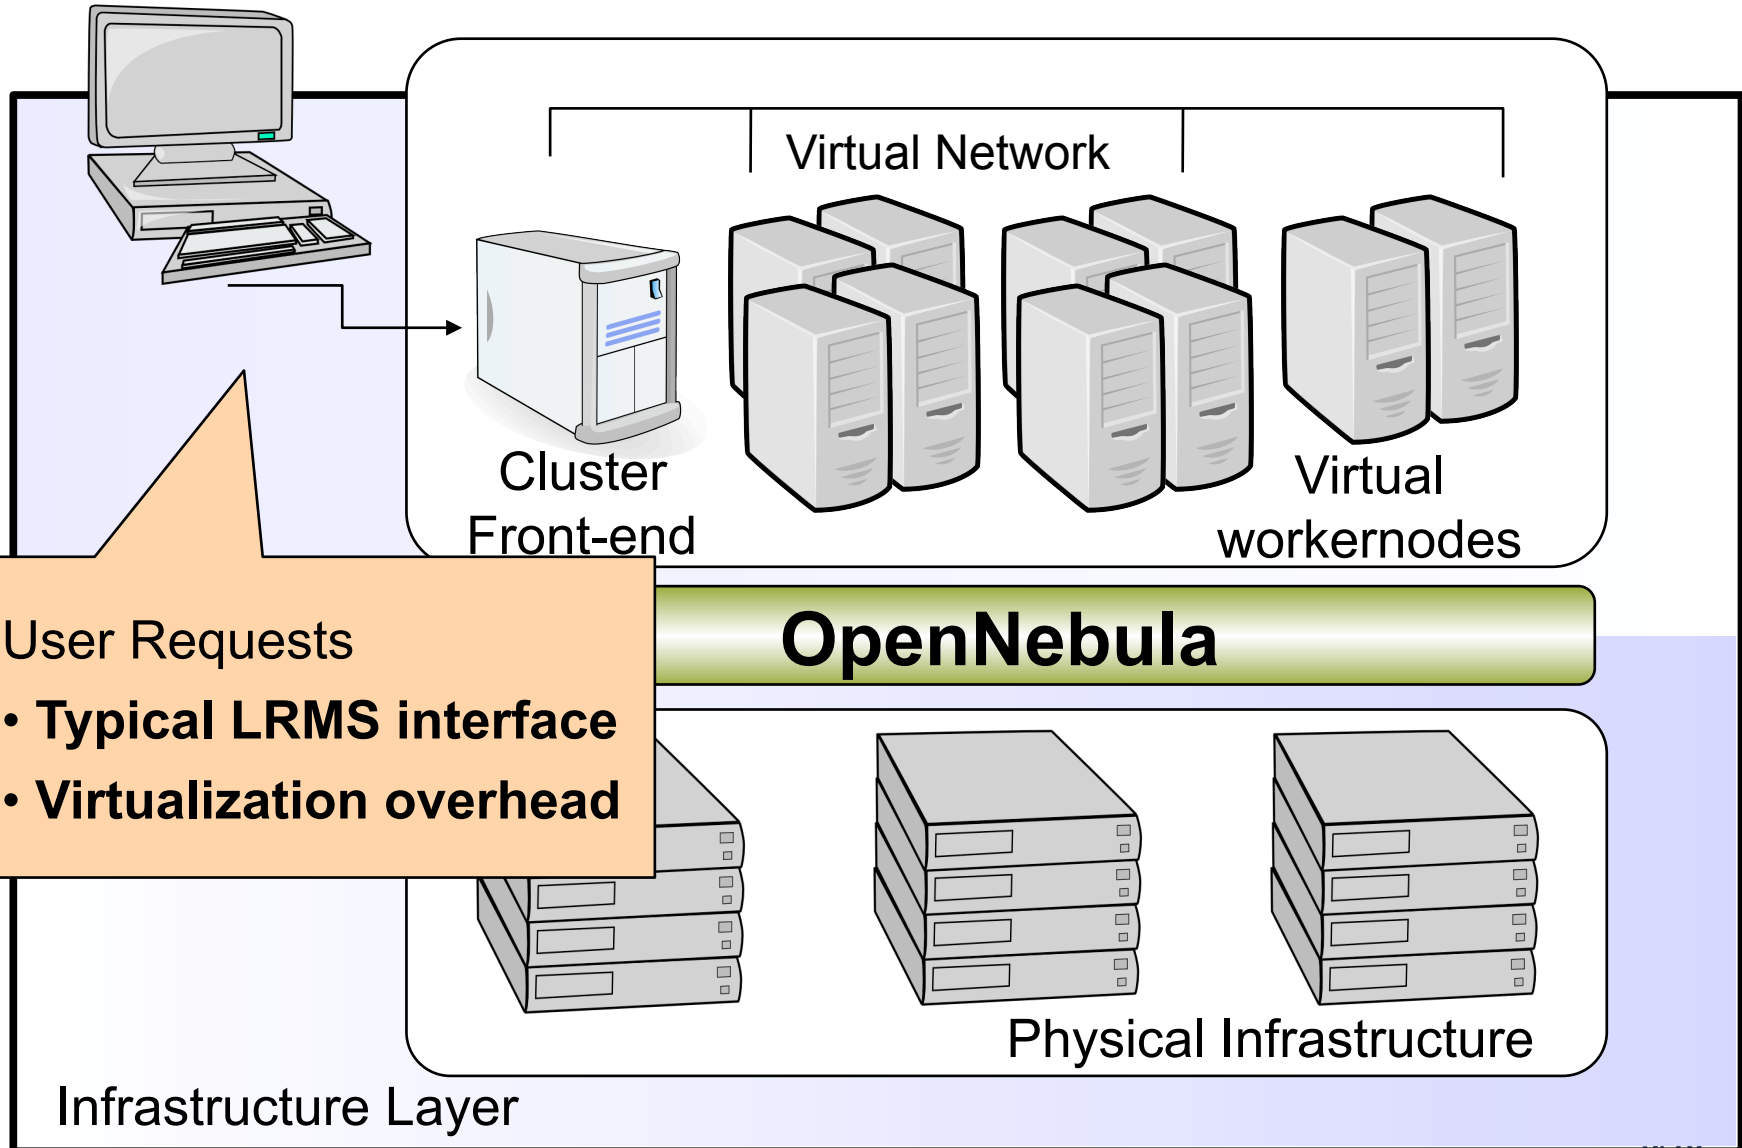 Virtual Network
Cluster
Front-end
Virtual
workernodes
OpenNebula
User Requests
• Typical LRMS interface
• Virtualization overhead
Physical Infrastructure
Infrastructure Layer